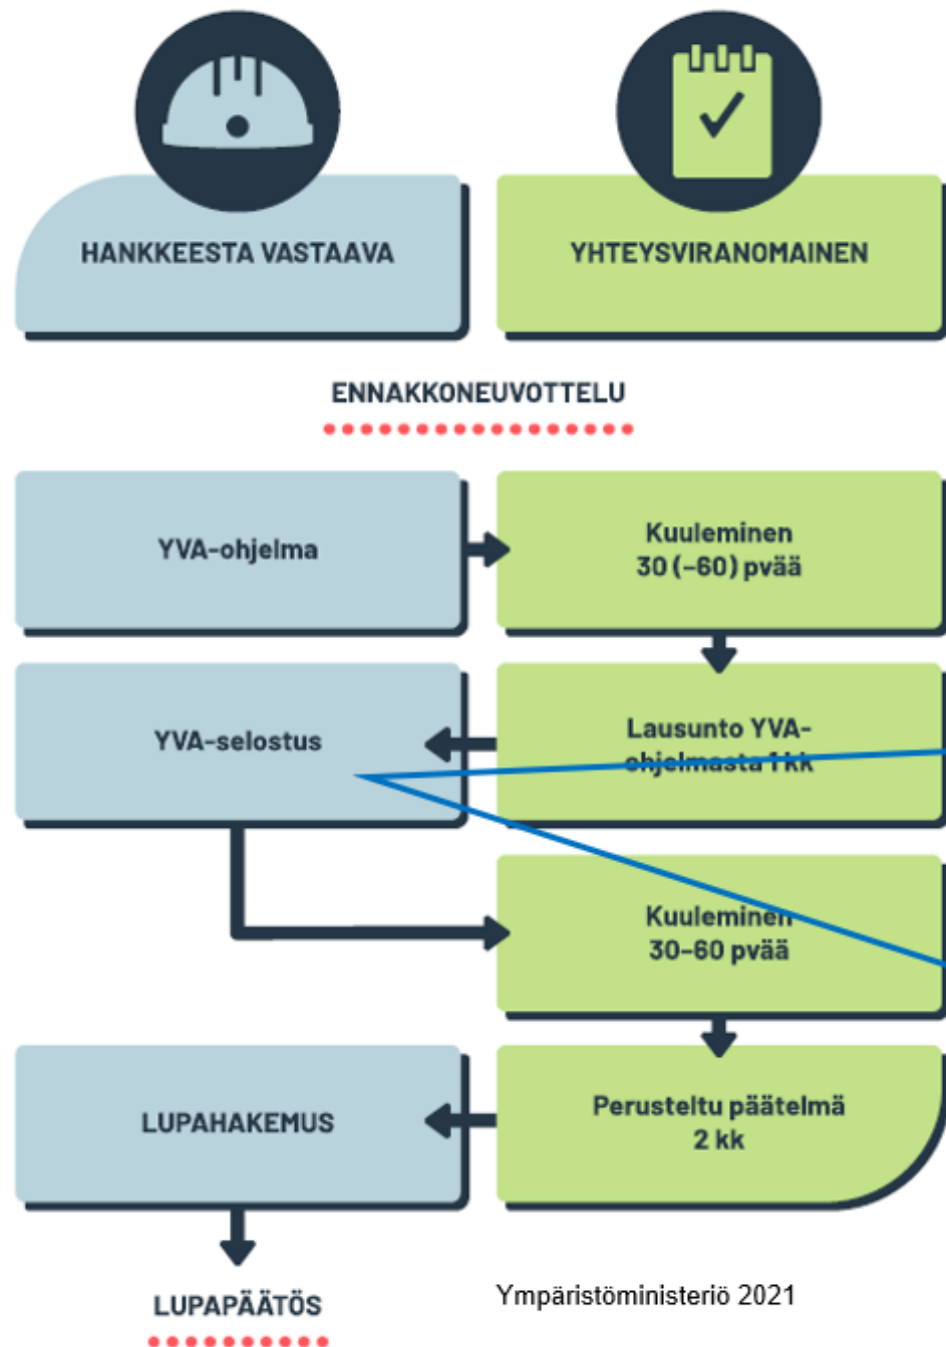 HANKKEESTA VASTAAVA
YHTEYSVIRANOMAINEN
ENNAKKONEUVOTTELU
YVA-ohjelma
Kuuleminen
30 (–60) pvää
YVA-selostus
Lausunto YVA-
ohjelmasta 1 kk
Kuuleminen
30–60 pvää
LUPAHAKEMUS
Perusteltu päätelmä
2 kk
LUPAPÄÄTÖS
Ympäristöministeriö 2021